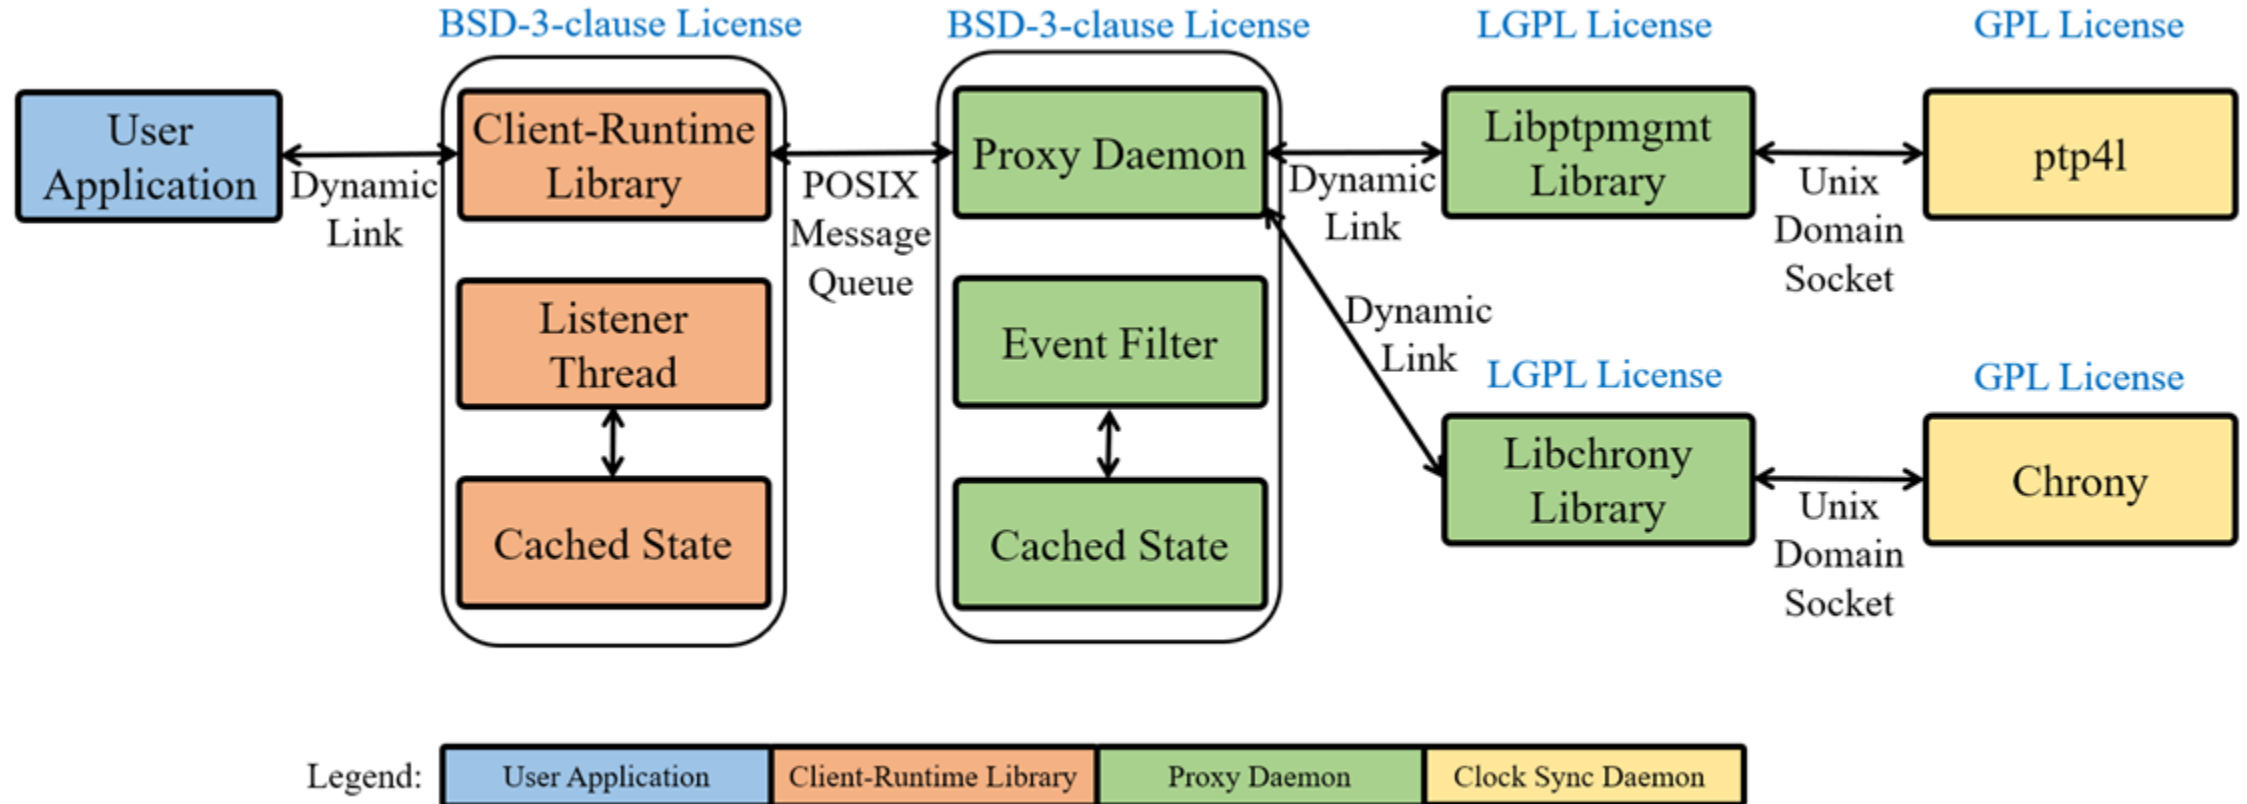 BSD-3-clause License
BSD-3-clause License
LGPL License
GPL License
User
Application
Dynamic
Link
Client-Runtime
Library
POSIX
Message
Queue
Proxy Daemon
Dynamic
Link
Libptpmgmt
Library
Unix
Domain
Socket
ptp4l
Listener
Thread
Event Filter
Dynamic
Link
LGPL License
GPL License
Cached State
Cached State
Libchrony
Library
Unix
Domain
Socket
Chrony
Legend:
User Application
Client-Runtime Library
Proxy Daemon
Clock Sync Daemon